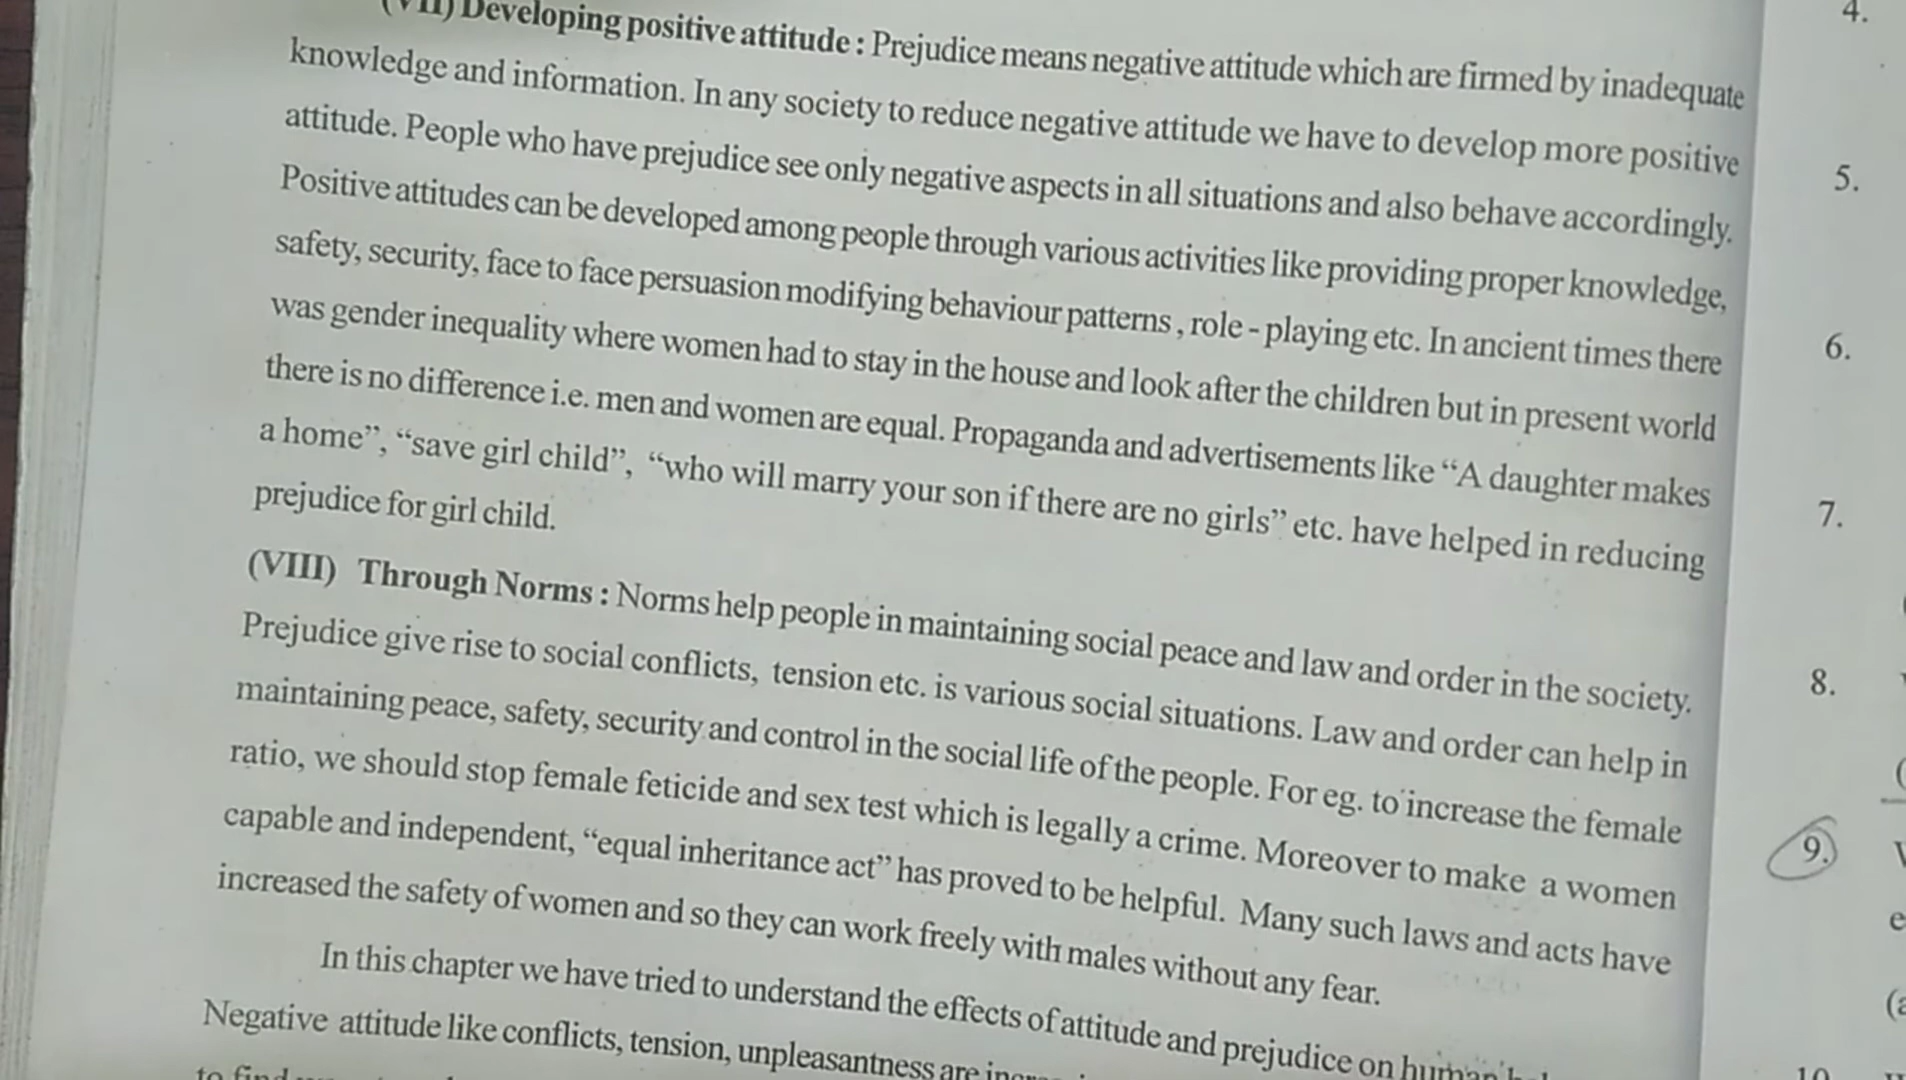 (VII) Developing positive attitude : Prejudice means negative attitude which are firmed by inadequate
knowledge and information. In any society to reduce negative attitude we have to develop more positive
attitude. People who have prejudice see only negative aspects in all situations and also behave accordingly.
Positive attitudes can be developed among people through various activities like providing proper knowledge,
safety, security, face to face persuasion modifying behaviour patterns , role - playing etc. In ancient times there
was gender inequality where women had to stay in the house and look after the children but in present world
there is no difference i.e. men and women are equal. Propaganda and advertisements like “A daughter makes
a home”, “save girl child”, “who will marry your son if there are no girls” etc. have helped in reducing
prejudice for girl child.
(VIII) Through Norms : Norms help people in maintaining social peace and law and order in the society.
Prejudice give rise to social conflicts, tension etc. is various social situations. Law and order can help in
maintaining peace, safety, security and control in the social life of the people. For eg. to increase the female
ratio, we should stop female feticide and sex test which is legally a crime. Moreover to make a women
capable and independent, “equal inheritance act” has proved to be helpful. Many such laws and acts have
increased the safety of women and so they can work freely with males without any fear.
In this chapter we have tried to understand the effects of attitude and prejudice on human
Negative attitude like conflicts, tension, unpleasantness are
to find
4.
5.
6.
7.
8.
9.
10